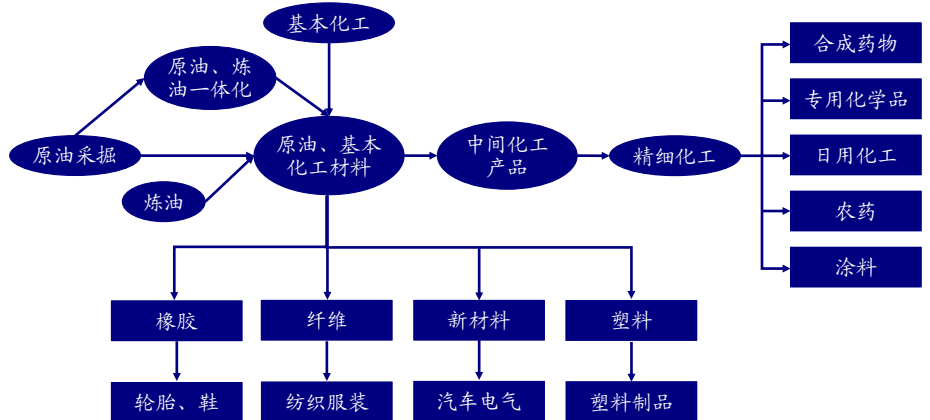 基本化工
合成药物
原油、炼
油一体化
专用化学品
原油采掘
原油、基本
化工材料
中间化工
产品
精细化工
日用化工
炼油
农药
涂料
橡胶
纤维
新材料
塑料
轮胎、鞋
纺织服装
汽车电气
塑料制品